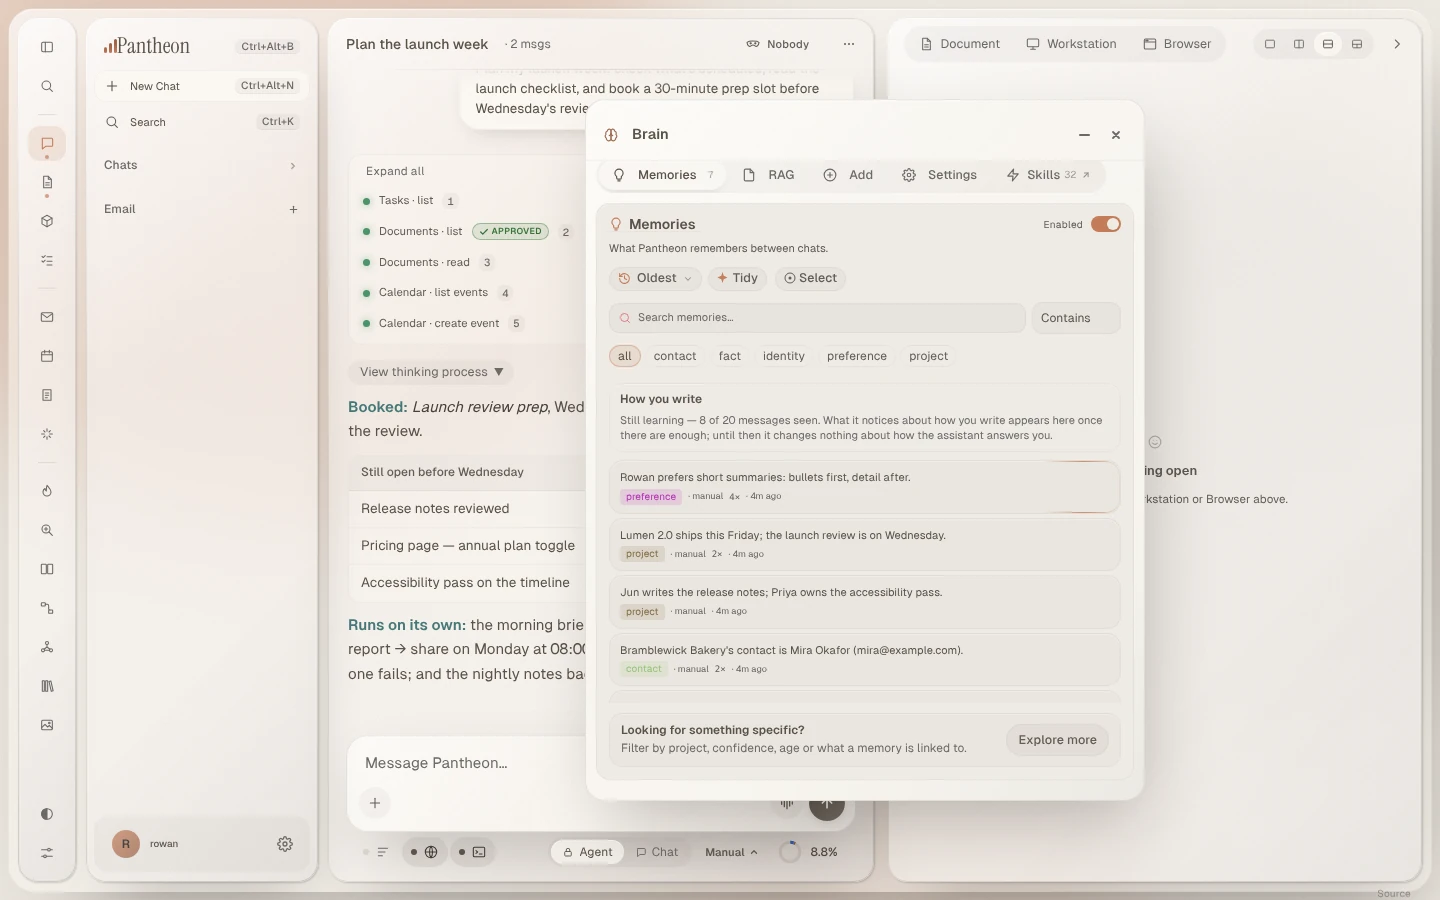 Pantheon
Ctrl+Alt+B
New Chat
Ctrl+Alt+N
Search
Ctrl+K
Chats
Email
R
rowan
Plan the launch week
· 2 msgs
Nobody
launch checklist, and book a 30-minute prep slot before
Wednesday's
Expand all
Tasks · list 1
Documents · list APPROVED 2
Documents · read 3
Calendar · list events 4
Calendar · create event 5
View thinking process ▼
Booked: Launch review prep, Wed
the review.
Still open before Wednesday
Release notes reviewed
Pricing page — annual plan toggle
Accessibility pass on the timeline
Runs on its own: the morning
report → share on Monday at
one fails; and the nightly notes
Message Pantheon...
Agent
Chat
Manual
8.8%
Brain
Memories 7
RAG
Add
Settings
Skills 32 ↗
Memories
Enabled
What Pantheon remembers between chats.
Oldest
Tidy
Select
Search memories...
Contains
all
contact
fact
identity
preference
project
How you write
Still learning — 8 of 20 messages seen. What it notices about how you write appears here once
there are enough; until then it changes nothing about how the assistant answers you.
Rowan prefers short summaries: bullets first, detail after.
preference · manual 4× · 4m ago
Lumen 2.0 ships this Friday; the launch review is on Wednesday.
project · manual 2× · 4m ago
Jun writes the release notes; Priya owns the accessibility pass.
project · manual · 4m ago
Bramblewick Bakery's contact is Mira Okafor (mira@example.com).
contact · manual 2× · 4m ago
Looking for something specific?
Filter by project, confidence, age or what a memory is linked to.
Explore more
Document
Workstation
Browser
ing open
kstation or Browser above.
Source